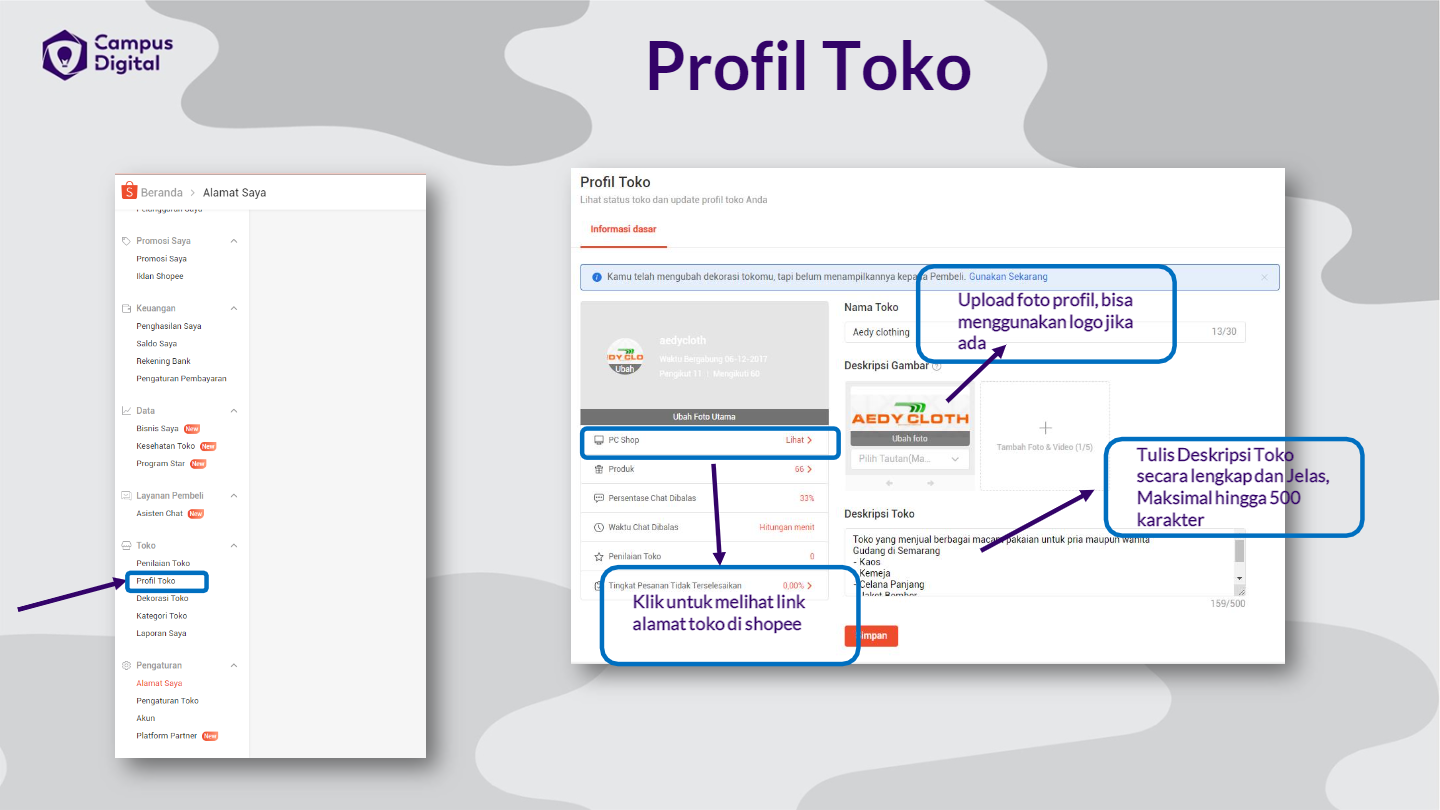 Campus
Digital
Profil Toko
Beranda > Alamat Saya
Promosi Saya
Promosi Saya
Iklan Shopee
Keuangan
Penghasilan Saya
Saldo Saya
Rekening Bank
Pengaturan Pembayaran
Data
Bisnis Saya New
Kesehatan Toko New
Program Star New
Layanan Pembeli
Asisten Chat New
Toko
Penilaian Toko
Profil Toko
Dekorasi Toko
Kategori Toko
Laporan Saya
Pengaturan
Alamat Saya
Pengaturan Toko
Akun
Platform Partner New
Profil Toko
Lihat status toko dan update profil toko Anda
Informasi dasar
Kamu telah mengubah dekorasi tokomu, tapi belum menampilkannya kepada Pembeli. Gunakan Sekarang
aedycloth
Waktu Bergabung 06-12-2017
Pengikut 11 | Mengikuti 60
Ubah
Ubah Foto Utama
PC Shop Lihat >
Produk 66 >
Persentase Chat Dibalas 33%
Waktu Chat Dibalas Hitungan menit
Penilaian Toko 0
Tingkat Pesanan Tidak Terselesaikan 0,00% >
Klik untuk melihat link
alamat toko di shopee
Nama Toko
Aedy clothing 13/30
Upload foto profil, bisa
menggunakan logo jika
ada
Deskripsi Gambar
AEDY CLOTH
Ubah foto
Pilih Tautan(Ma...
Tambah Foto & Video (1/5)
Tulis Deskripsi Toko
secara lengkap dan Jelas,
Maksimal hingga 500
karakter
Deskripsi Toko
Toko yang menjual berbagai macam pakaian untuk pria maupun wanita
Gudang di Semarang
- Kaos
- Kemeja
- Celana Panjang
159/500